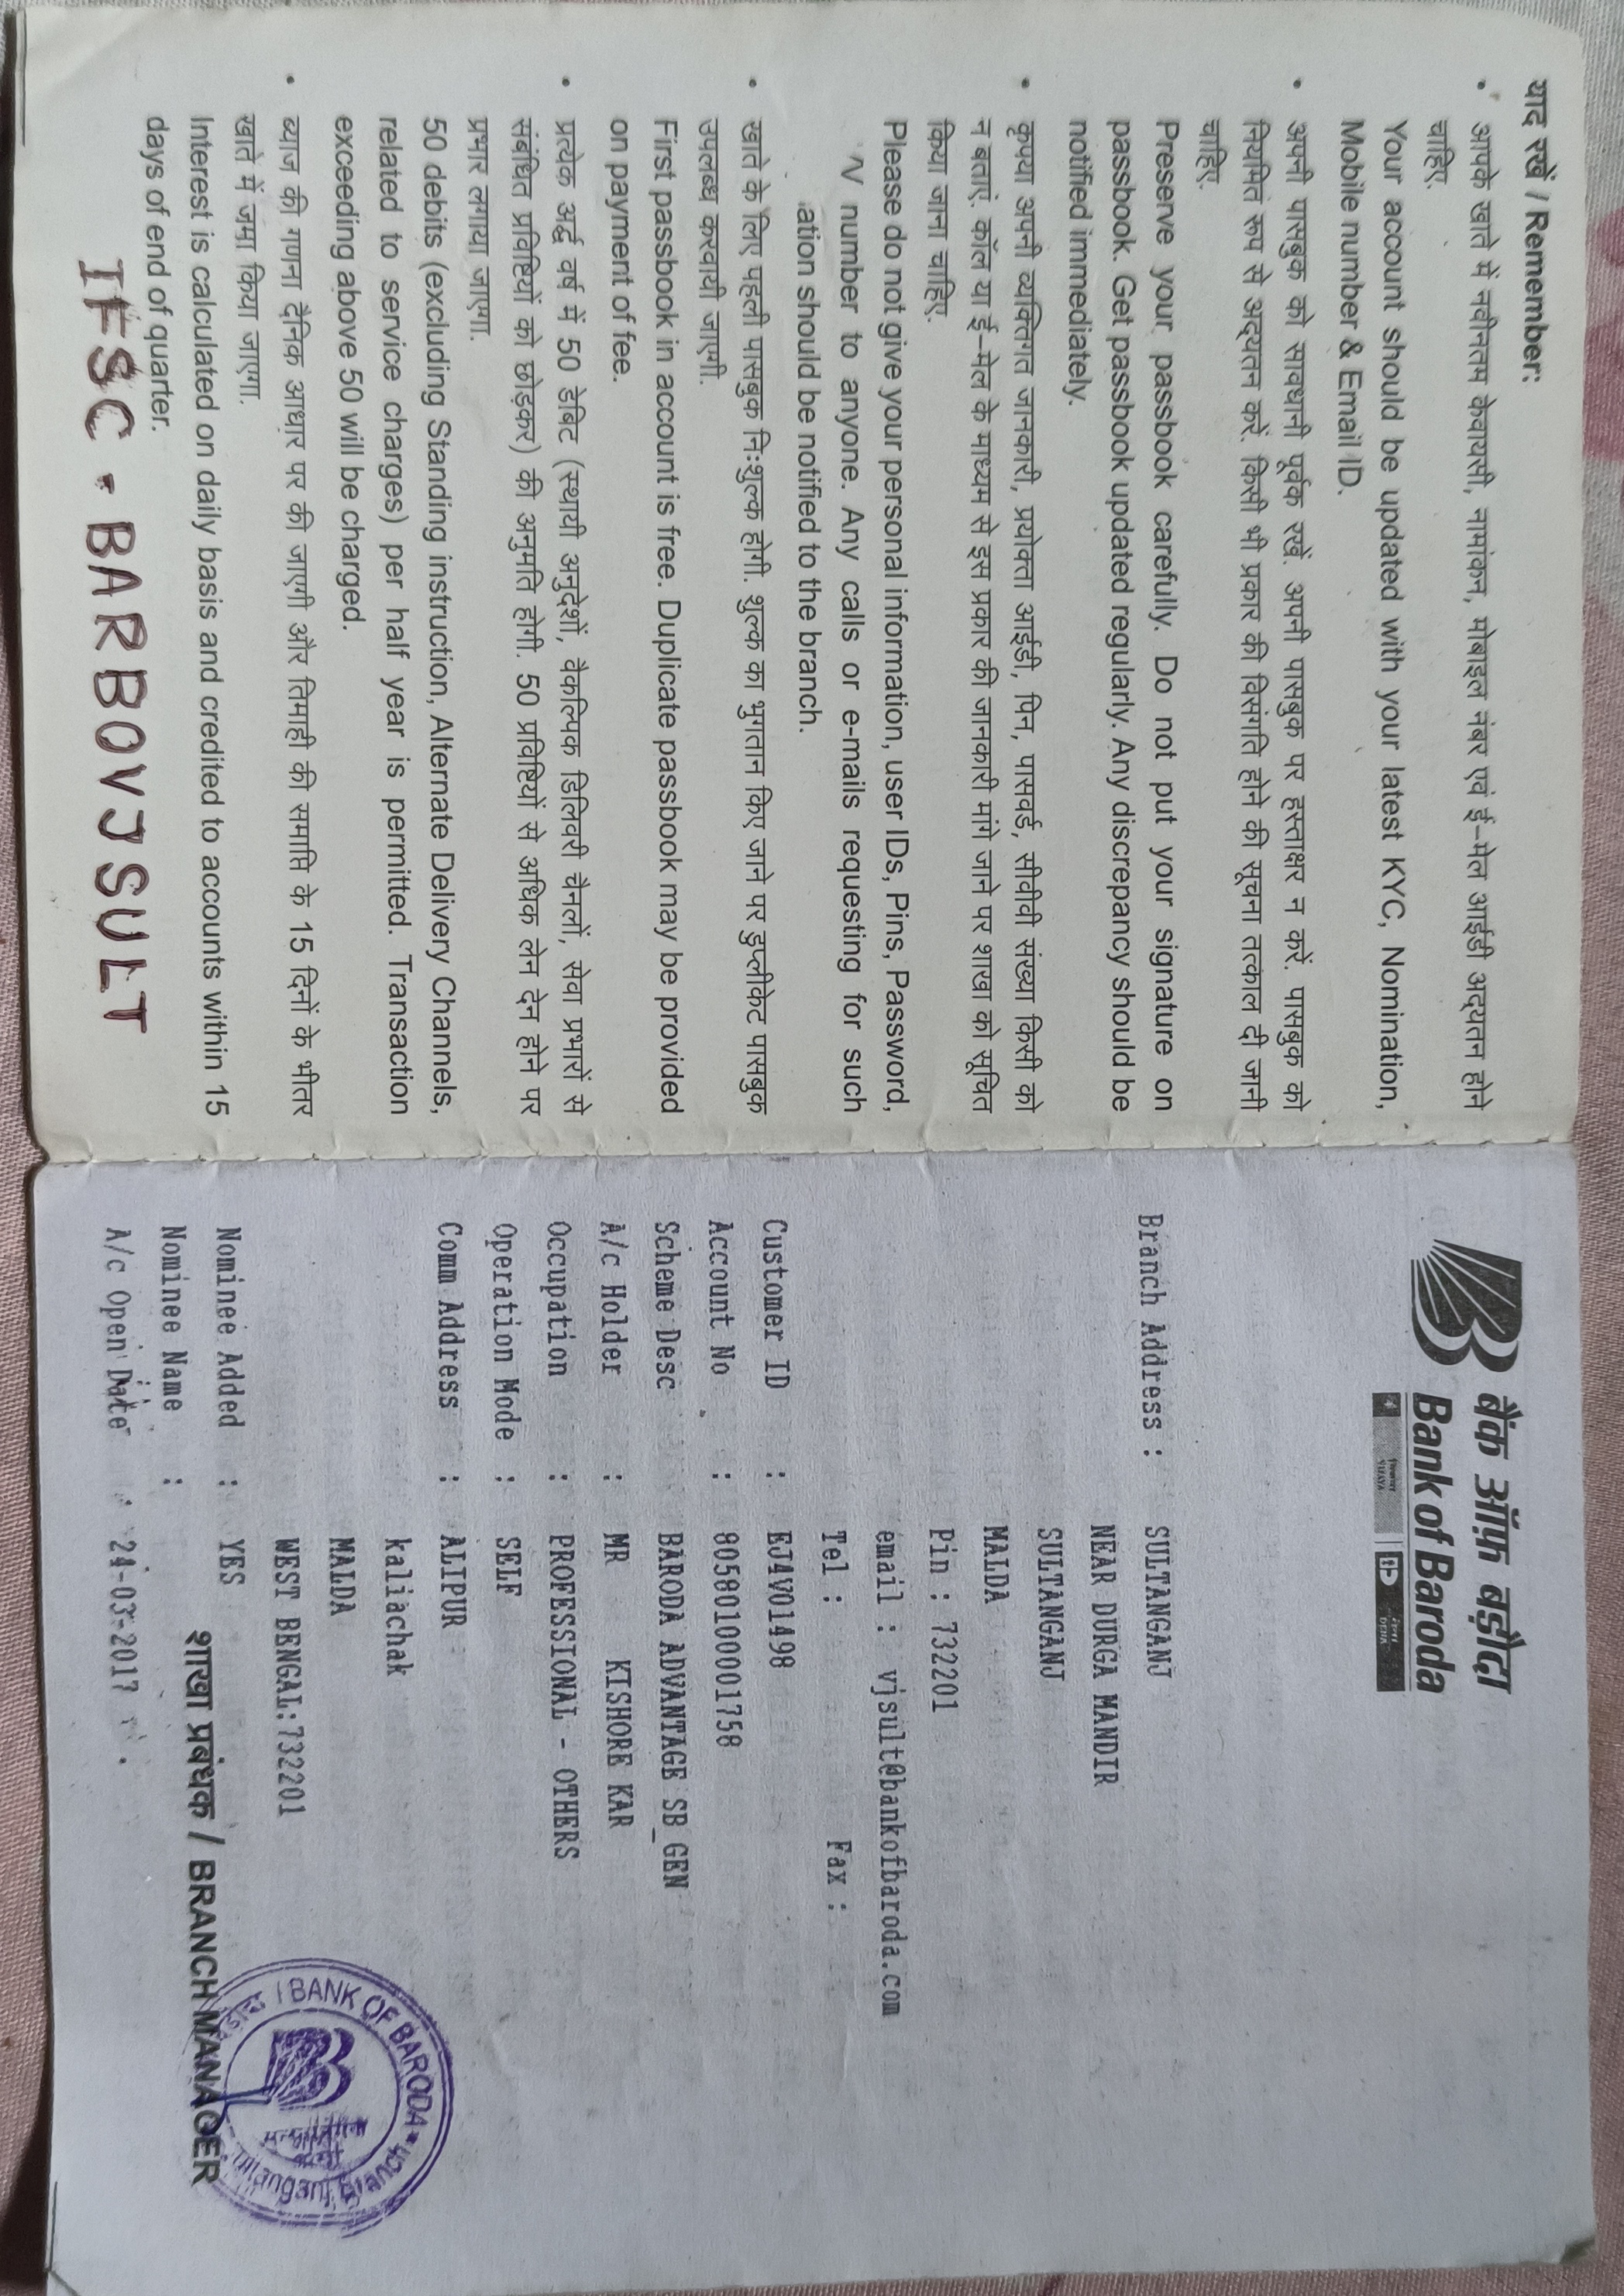 याद रखें / Remember:
• आपके खाते में नवीनतम केवायसी, नामांकन, मोबाइल नंबर एवं ई–मेल आईडी अद्यतन होने
चाहिए.
Your account should be updated with your latest KYC, Nomination,
Mobile number & Email ID.
• अपनी पासबुक को सावधानी पूर्वक रखें. अपनी पासबुक पर हस्ताक्षर न करें. पासबुक को
नियमित रूप से अद्यतन करें. किसी भी प्रकार की विसंगति होने की सूचना तत्काल दी जानी
चाहिए.
Preserve your passbook carefully. Do not put your signature on
passbook. Get passbook updated regularly. Any discrepancy should be
notified immediately.
• कृपया अपनी व्यक्तिगत जानकारी, प्रयोक्ता आईडी, पिन, पासवर्ड, सीवीवी संख्या किसी को
न बताएं. कॉल या ई–मेल के माध्यम से इस प्रकार की जानकारी मांगे जाने पर शाखा को सूचित
किया जाना चाहिए.
Please do not give your personal information, user IDs, Pins, Password,
number to anyone. Any calls or e-mails requesting for such
should be notified to the branch.
• खाते के लिए पहली पासबुक निःशुल्क होगी. शुल्क का भुगतान किए जाने पर डुप्लीकेट पासबुक
उपलब्ध करवायी जाएगी.
First passbook in account is free. Duplicate passbook may be provided
on payment of fee.
• प्रत्येक अर्द्ध वर्ष में 50 डेबिट (स्थायी अनुदेशों, वैकल्पिक डिलिवरी चैनलों, सेवा प्रभारों से
संबंधित प्रविष्टियों को छोड़कर) की अनुमति होगी. 50 प्रविष्टियों से अधिक लेन देन होने पर
प्रभार लगाया जाएगा.
50 debits (excluding Standing instruction, Alternate Delivery Channels,
related to service charges) per half year is permitted. Transaction
exceeding above 50 will be charged.
• ब्याज की गणना दैनिक आधार पर की जाएगी और तिमाही की समाप्ति के 15 दिनों के भीतर
खाते में जमा किया जाएगा.
Interest is calculated on daily basis and credited to accounts within 15
days of end of quarter.
IFSC - BARBOVJSULT
बैंक ऑफ़ बड़ौदा
Bank of Baroda
VIJAYA DENA
Branch Address : SULTANGANJ
NEAR DURGA MANDIR
SULTANGANJ
MALDA
Pin : 732201
email : vjsult@bankofbaroda.com
Tel : Fax :
Customer ID : EJ4V01498
Account No : 80580100001758
Scheme Desc BARODA ADVANTAGE SB_GEN
A/c Holder : MR KISHORE KAR
Occupation : PROFESSIONAL - OTHERS
Operation Mode : SELF
Comm Address : ALIPUR
kaliachak
MALDA
WEST BENGAL:732201
Nominee Added : YES
Nominee Name :
A/c Open Date : 24-03-2017
शाखा प्रबंधक / BRANCH MANAGER
BANK OF BARODA
Branch